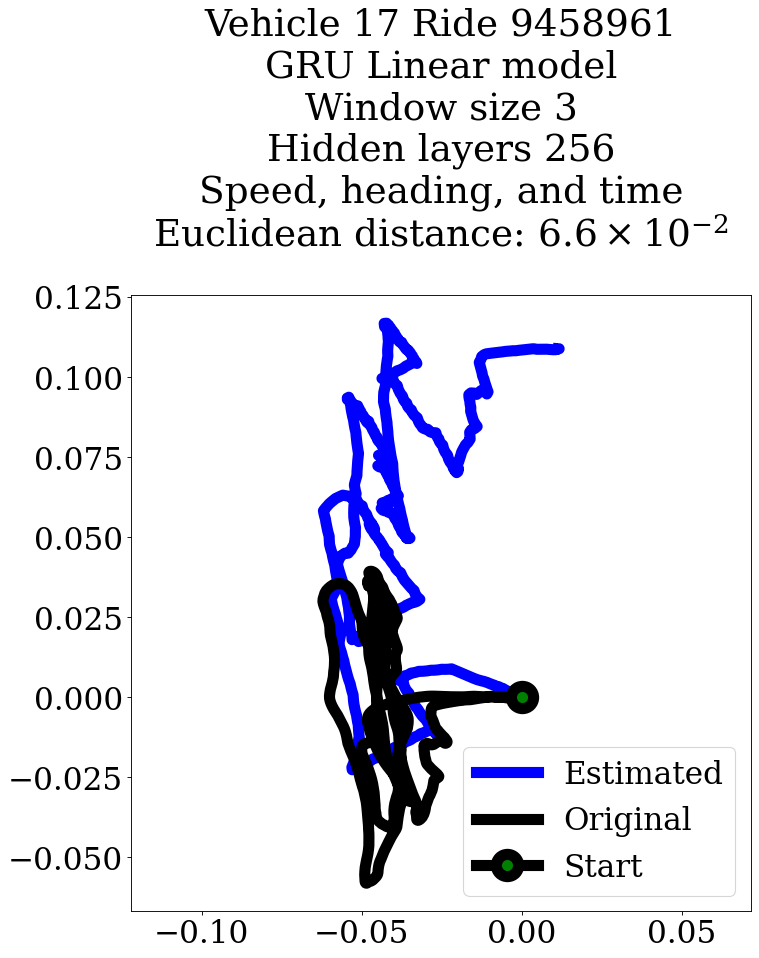 Vehicle 17 Ride 9458961
GRU Linear model
Window size 3
Hidden layers 256
Speed, heading, and time
Euclidean distance: 6.6 × 10⁻²
0.125
0.100
0.075
0.050
0.025
0.000
−0.025
−0.050
Estimated
Original
Start
−0.10
−0.05
0.00
0.05